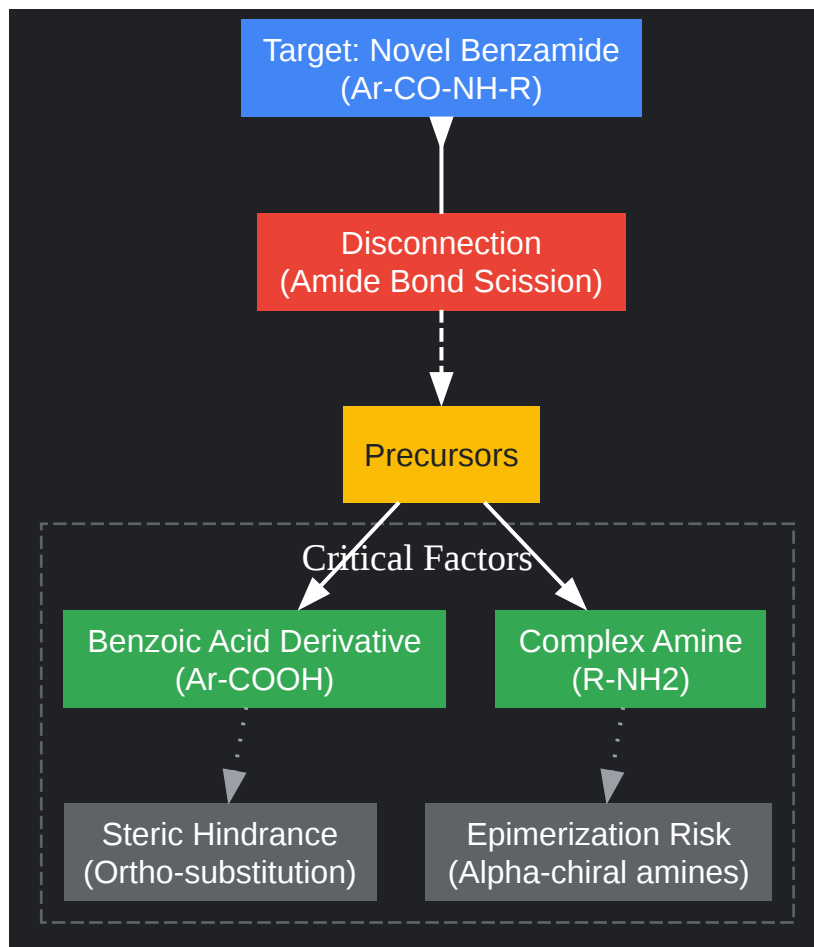 Target: Novel Benzamide
(Ar-CO-NH-R)
Disconnection
(Amide Bond Scission)
Precursors
Critical Factors
Benzoic Acid Derivative
(Ar-COOH)
Complex Amine
(R-NH2)
Steric Hindrance
(Ortho-substitution)
Epimerization Risk
(Alpha-chiral amines)